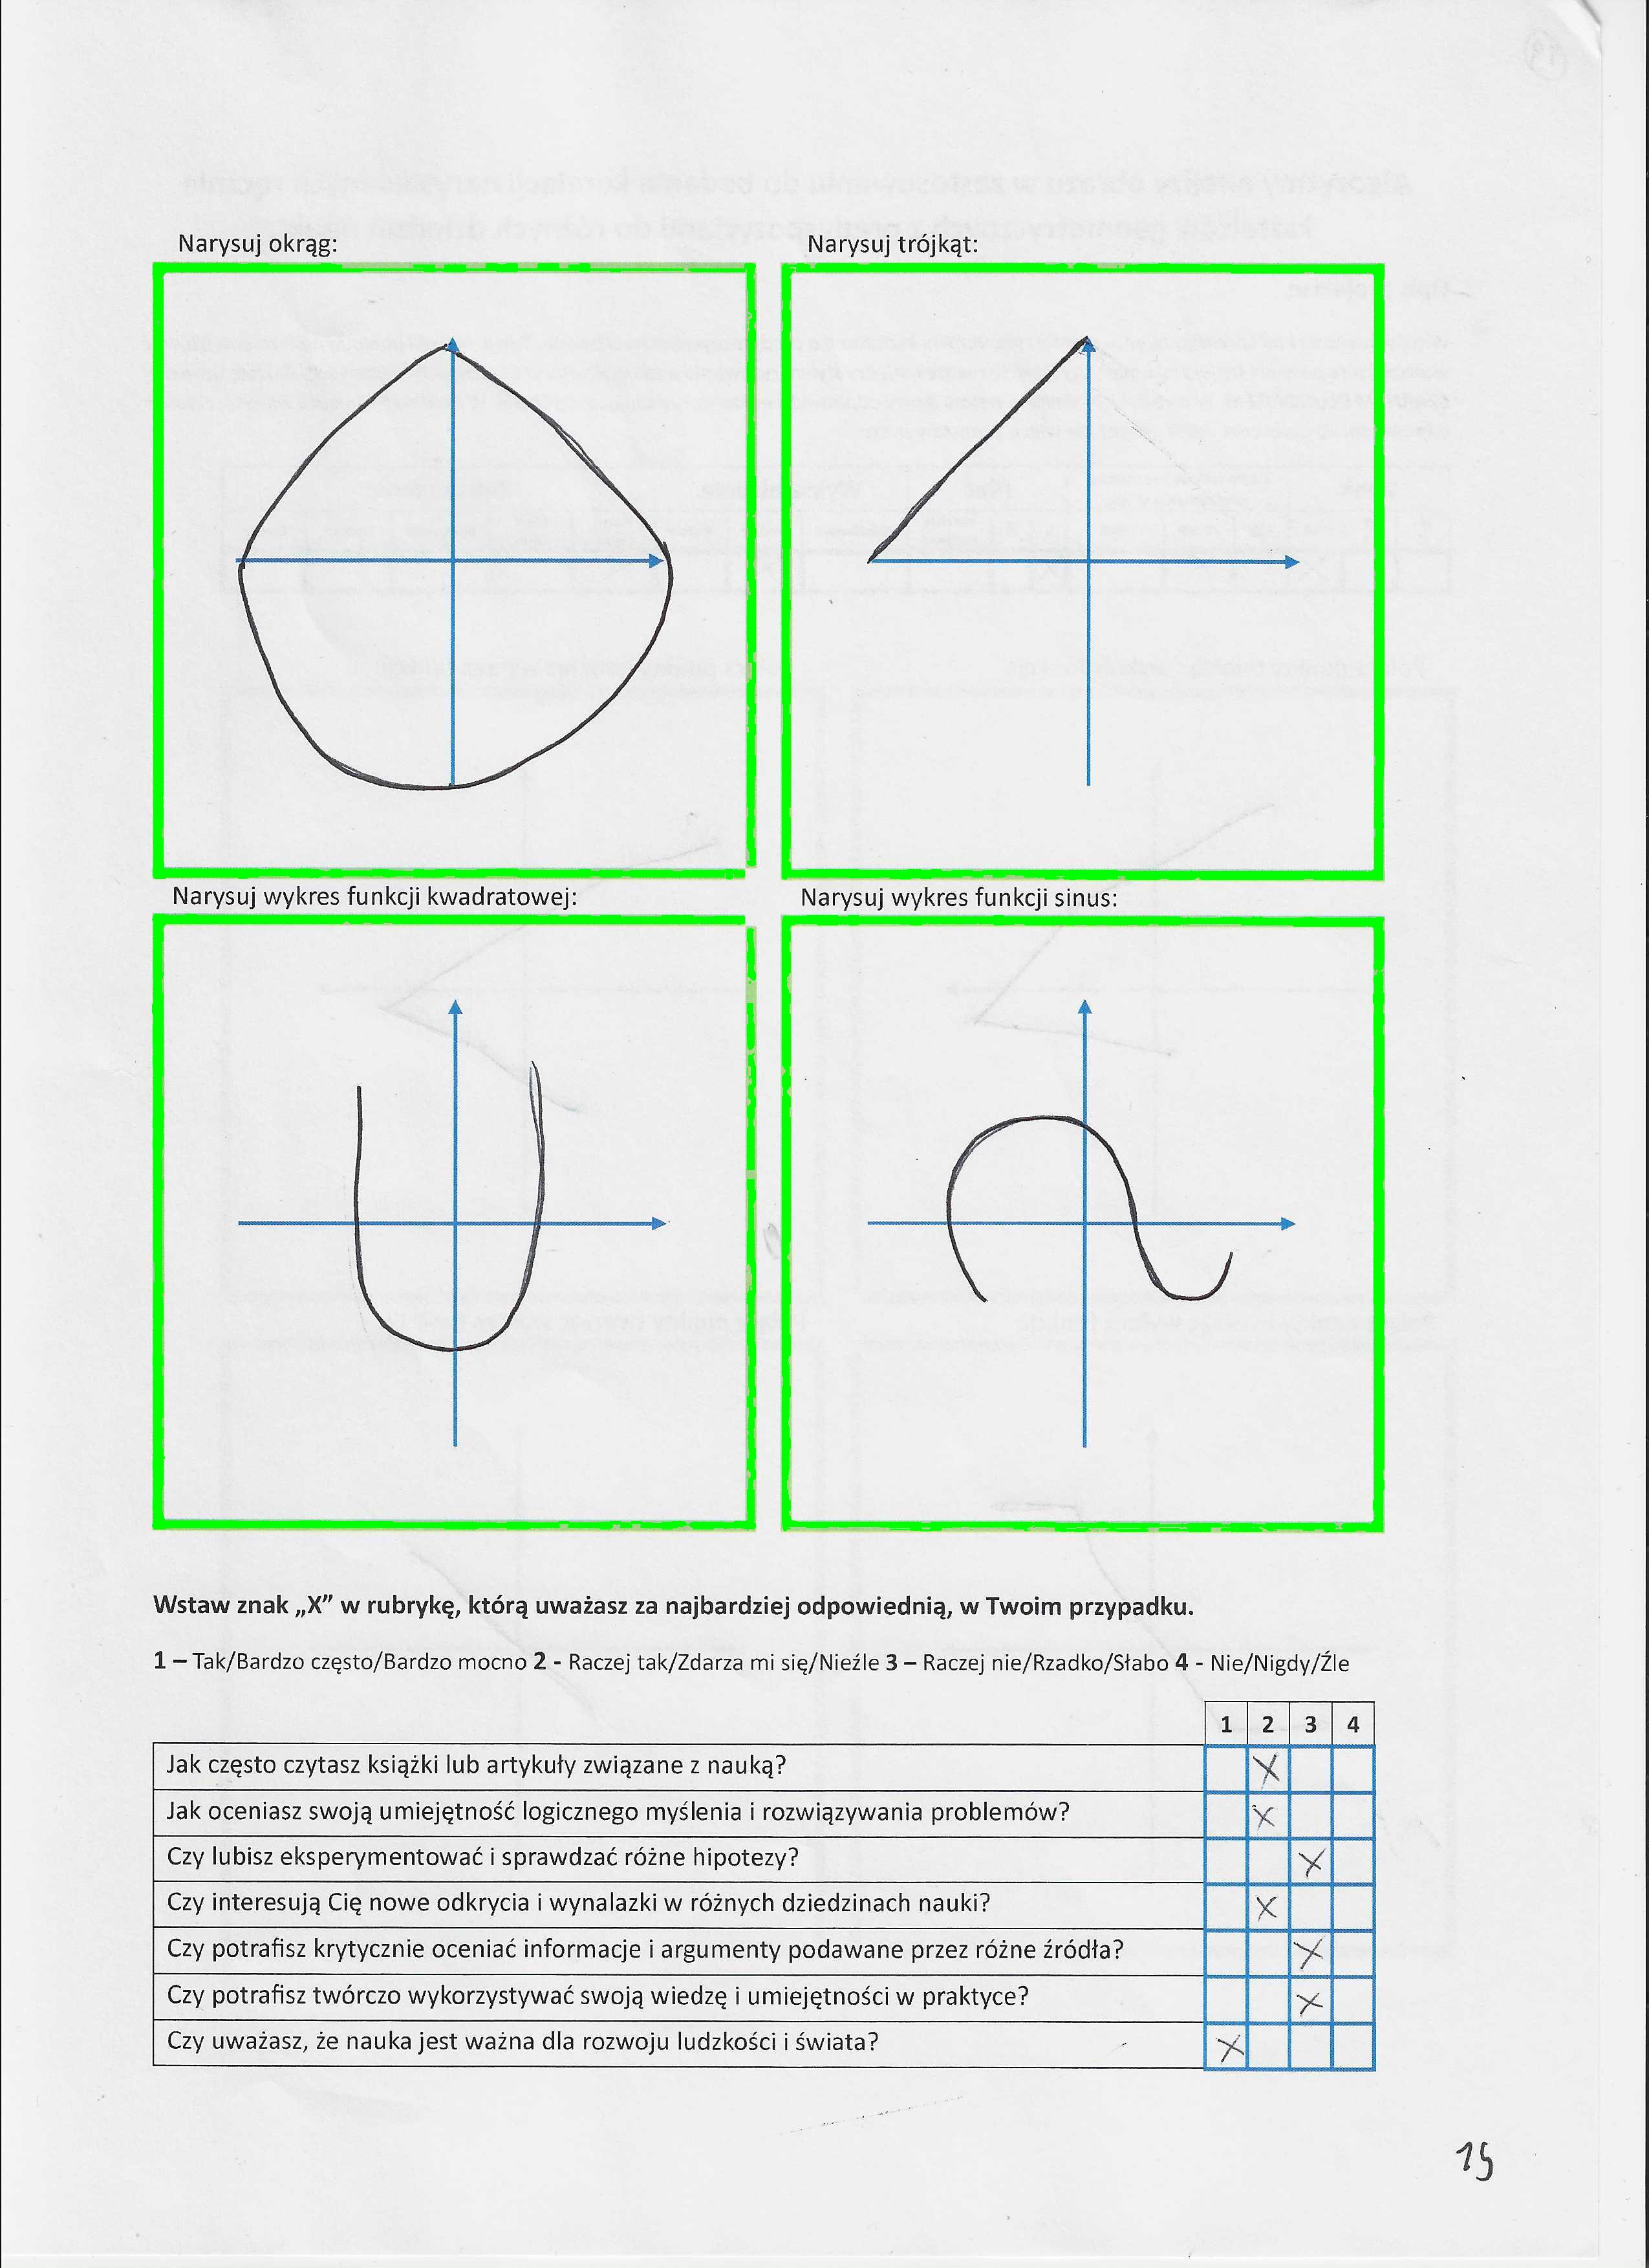 Narysuj okrąg:
Narysuj trójkąt:
Narysuj wykres funkcji kwadratowej:
Narysuj wykres funkcji sinus:
Wstaw znak „X” w rubrykę, którą uważasz za najbardziej odpowiednią, w Twoim przypadku.
1 – Tak/Bardzo często/Bardzo mocno 2 - Raczej tak/Zdarza mi się/Nieźle 3 – Raczej nie/Rzadko/Słabo 4 - Nie/Nigdy/Źle
1 2 3 4
Jak często czytasz książki lub artykuły związane z nauką? X
Jak oceniasz swoją umiejętność logicznego myślenia i rozwiązywania problemów? X
Czy lubisz eksperymentować i sprawdzać różne hipotezy? X
Czy interesują Cię nowe odkrycia i wynalazki w różnych dziedzinach nauki? X
Czy potrafisz krytycznie oceniać informacje i argumenty podawane przez różne źródła? X
Czy potrafisz twórczo wykorzystywać swoją wiedzę i umiejętności w praktyce? X
Czy uważasz, że nauka jest ważna dla rozwoju ludzkości i świata? X